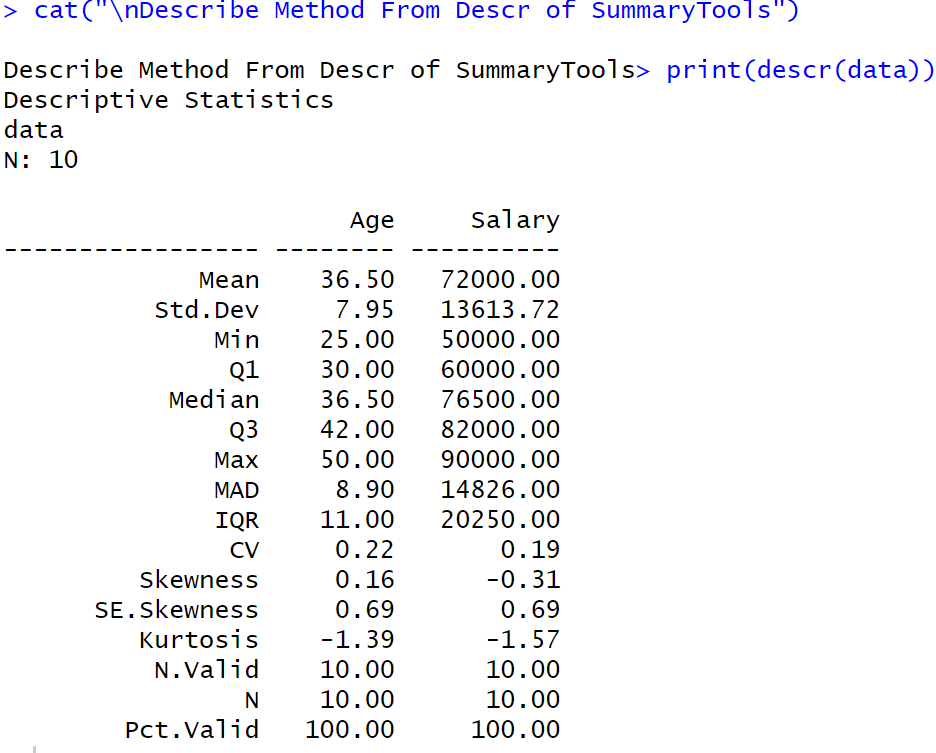 > cat("\nDescribe Method From Descr of SummaryTools")

Describe Method From Descr of SummaryTools> print(descr(data))
Descriptive Statistics
data
N: 10

                       Age     Salary
----------------- -------- ----------
             Mean    36.50   72000.00
          Std.Dev     7.95   13613.72
              Min    25.00   50000.00
               Q1    30.00   60000.00
           Median    36.50   76500.00
               Q3    42.00   82000.00
              Max    50.00   90000.00
              MAD     8.90   14826.00
              IQR    11.00   20250.00
               CV     0.22       0.19
         Skewness     0.16      -0.31
      SE.Skewness     0.69       0.69
         Kurtosis    -1.39      -1.57
          N.Valid    10.00      10.00
                N    10.00      10.00
        Pct.Valid   100.00     100.00